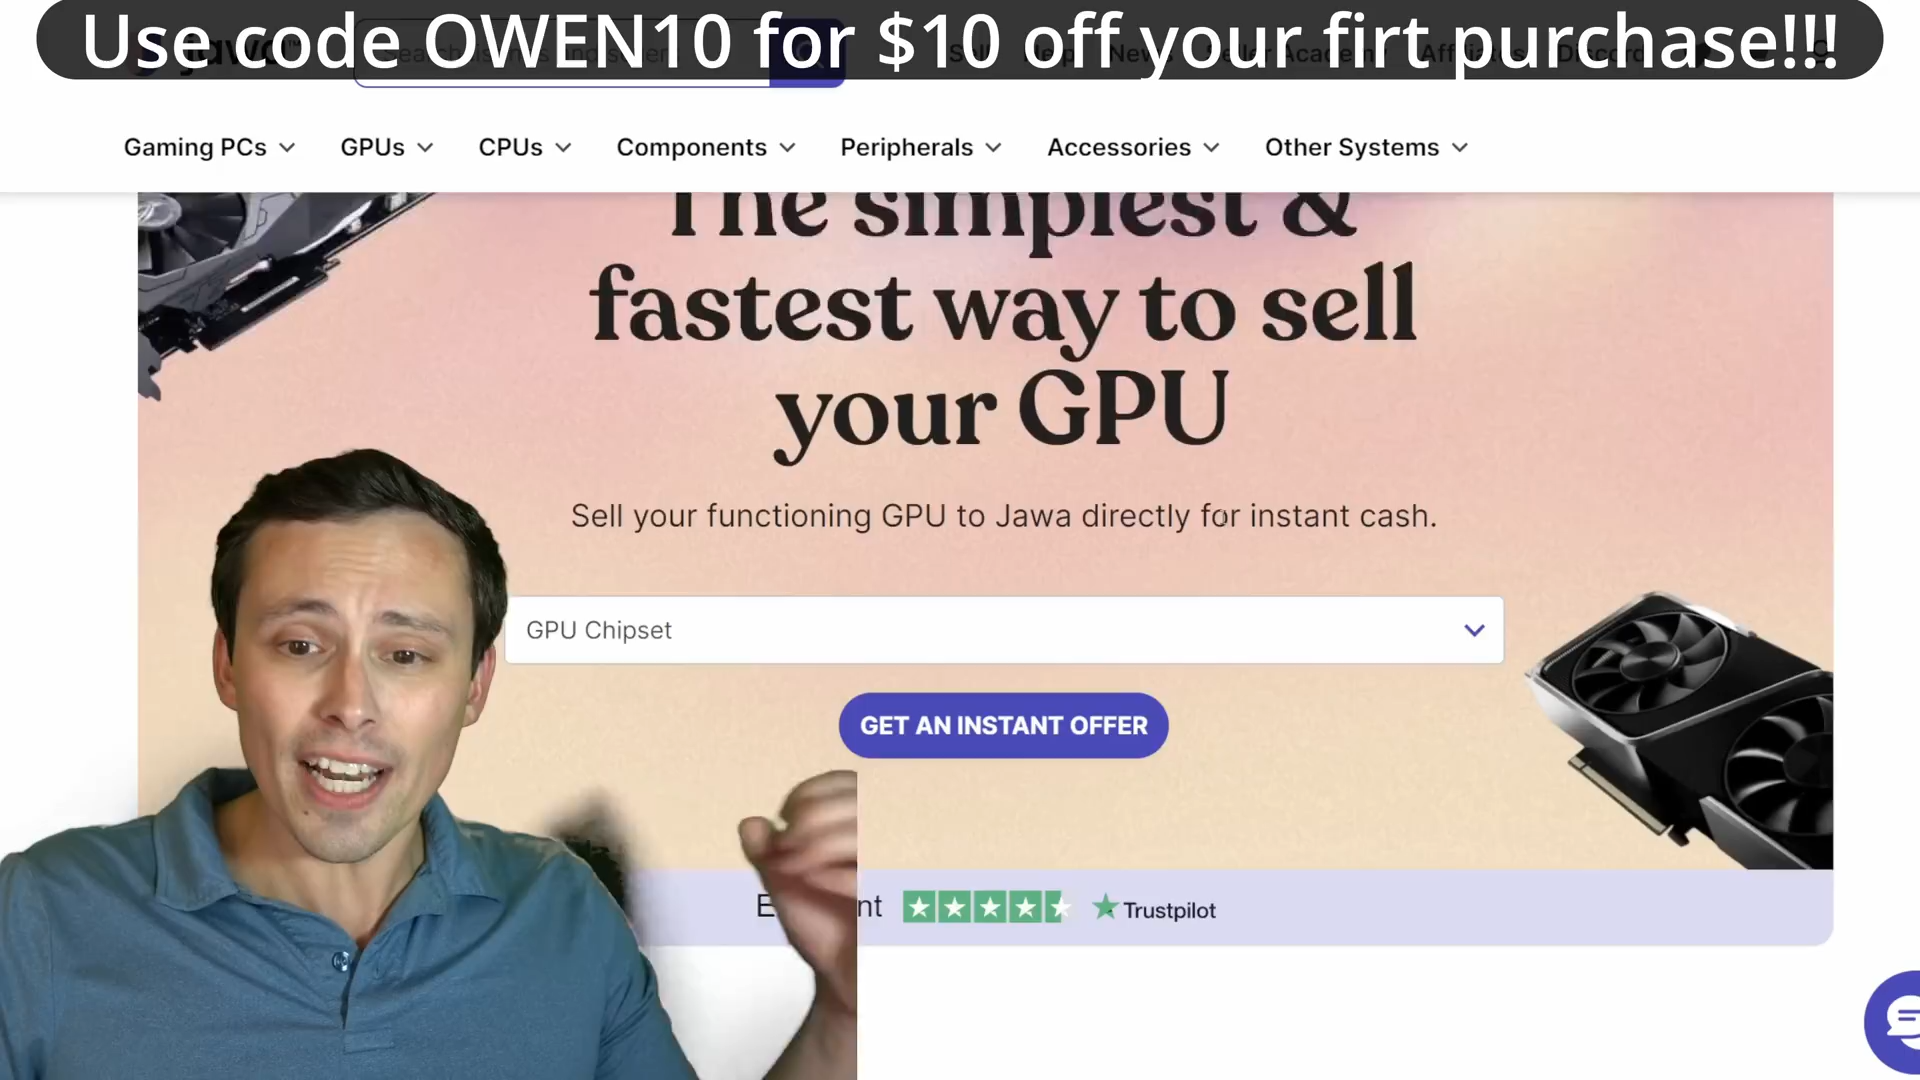 Use code OWEN10 for $10 off your firt purchase!!!
Gaming PCs GPUs CPUs Components Peripherals Accessories Other Systems
The simplest &
fastest way to sell
your GPU
Sell your functioning GPU to Jawa directly for instant cash.
GPU Chipset
GET AN INSTANT OFFER
Trustpilot